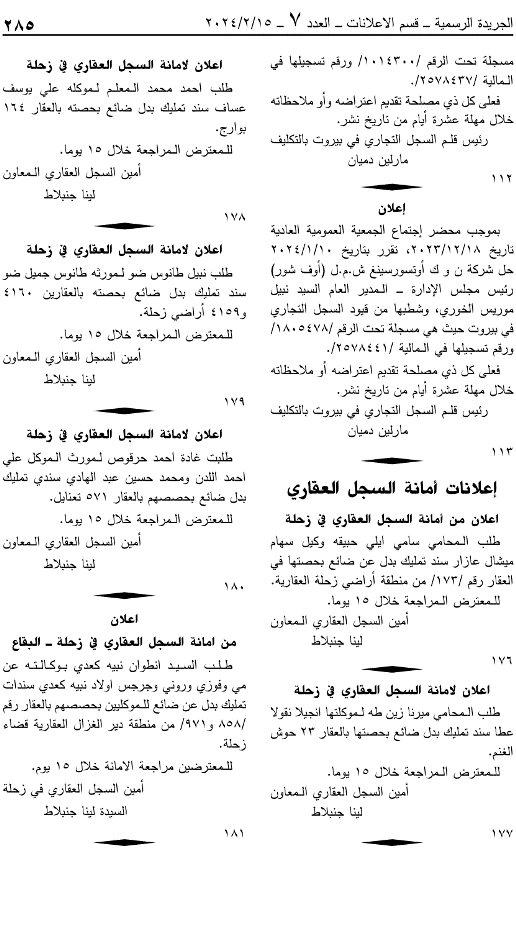 الجريدة الرسمية ــ قسم الاعلانات ــ العدد ٧ ــ ٢٠٢٤/٢/١٥
٢٨٥
مسجلة تحت الرقم /١٠١٤٣٠٠/ ورقم تسجيلها في
المالية /٢٥٧٨٤٣٧/.
فعلى كل ذي مصلحة تقديم اعتراضه وأو ملاحظاته
خلال مهلة عشرة أيام من تاريخ نشر.
رئيس قلم السجل التجاري في بيروت بالتكليف
مارلين دميان
١١٢
إعلان
بموجب محضر إجتماع الجمعية العمومية العادية
تاريخ ٢٠٢٣/١٢/١٨، تقرر بتاريخ ٢٠٢٤/١/١٠
حل شركة ن و ك أوتسورسينغ ش.م.ل (أوف شور)
رئيس مجلس الإدارة ــ المدير العام السيد نبيل
موريس الخوري، وشطبها من قيود السجل التجاري
في بيروت حيث هي مسجلة تحت الرقم /١٨٠٥٤٧٨/
ورقم تسجيلها في المالية /٢٥٧٨٤٤١/.
فعلى كل ذي مصلحة تقديم اعتراضه أو ملاحظاته
خلال مهلة عشرة أيام من تاريخ نشر.
رئيس قلم السجل التجاري في بيروت بالتكليف
مارلين دميان
١١٣
إعلانات أمانة السجل العقاري
اعلان من أمانة السجل العقاري في زحلة
طلب المحامي سامي ايلي حبيقه وكيل سهام
ميشال عازار سند تمليك بدل عن ضائع بحصتها في
العقار رقم /١٧٣/ من منطقة أراضي زحلة العقارية.
للمعترض المراجعة خلال ١٥ يوما.
أمين السجل العقاري المعاون
لينا جنبلاط
١٧٦
اعلان لامانة السجل العقاري في زحلة
طلب المحامي ميرنا زين طه لموكلتها انجيلا نقولا
عطا سند تمليك بدل ضائع بحصتها بالعقار ٢٣ حوش
الغنم.
للمعترض المراجعة خلال ١٥ يوما.
أمين السجل العقاري المعاون
لينا جنبلاط
١٧٧
اعلان لامانة السجل العقاري في زحلة
طلب احمد محمد المعلم لموكله علي يوسف
عساف سند تمليك بدل ضائع بحصته بالعقار ١٦٤
بوارج.
للمعترض المراجعة خلال ١٥ يوما.
أمين السجل العقاري المعاون
لينا جنبلاط
١٧٨
اعلان لامانة السجل العقاري في زحلة
طلب نبيل طانوس ضو لمورثه طانوس جميل ضو
سند تمليك بدل ضائع بحصته بالعقارين ٤١٦٠
و٤١٥٩ أراضي زحلة.
للمعترض المراجعة خلال ١٥ يوما.
أمين السجل العقاري المعاون
لينا جنبلاط
١٧٩
اعلان لامانة السجل العقاري في زحلة
طلبت غادة احمد حرقوص لمورث الموكل علي
احمد اللدن ومحمد حسين عبد الهادي سندي تمليك
بدل ضائع بحصصهم بالعقار ٥٧١ تعنايل.
للمعترض المراجعة خلال ١٥ يوما.
أمين السجل العقاري المعاون
لينا جنبلاط
١٨٠
اعلان
من امانة السجل العقاري في زحلة ــ البقاع
طلب السيد انطوان نبيه كعدي بوكالته عن
مي وفوزي وروني وجرجس اولاد نبيه كعدي سندات
تمليك بدل عن ضائع للموكليين بحصصهم بالعقار رقم
/٨٥٨ و٩٧١/ من منطقة دير الغزال العقارية قضاء
زحلة.
للمعترضين مراجعة الامانة خلال ١٥ يوم.
أمين السجل العقاري في زحلة
السيدة لينا جنبلاط
١٨١